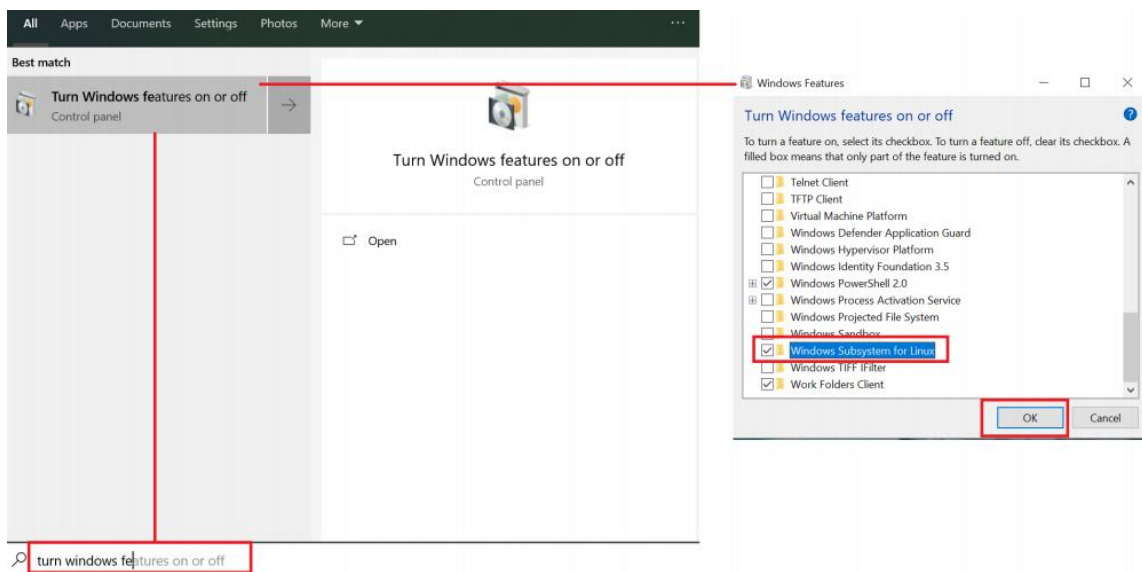 All Apps Documents Settings Photos More
Best match
Turn Windows features on or off
Control panel
Turn Windows features on or off
Control panel
Open
turn windows features on or off
Windows Features
Turn Windows features on or off
To turn a feature on, select its checkbox. To turn a feature off, clear its checkbox. A
filled box means that only part of the feature is turned on.
Telnet Client
TFTP Client
Virtual Machine Platform
Windows Defender Application Guard
Windows Hypervisor Platform
Windows Identity Foundation 3.5
Windows PowerShell 2.0
Windows Process Activation Service
Windows Projected File System
Windows Sandbox
Windows Subsystem for Linux
Windows TIFF IFilter
Work Folders Client
OK Cancel